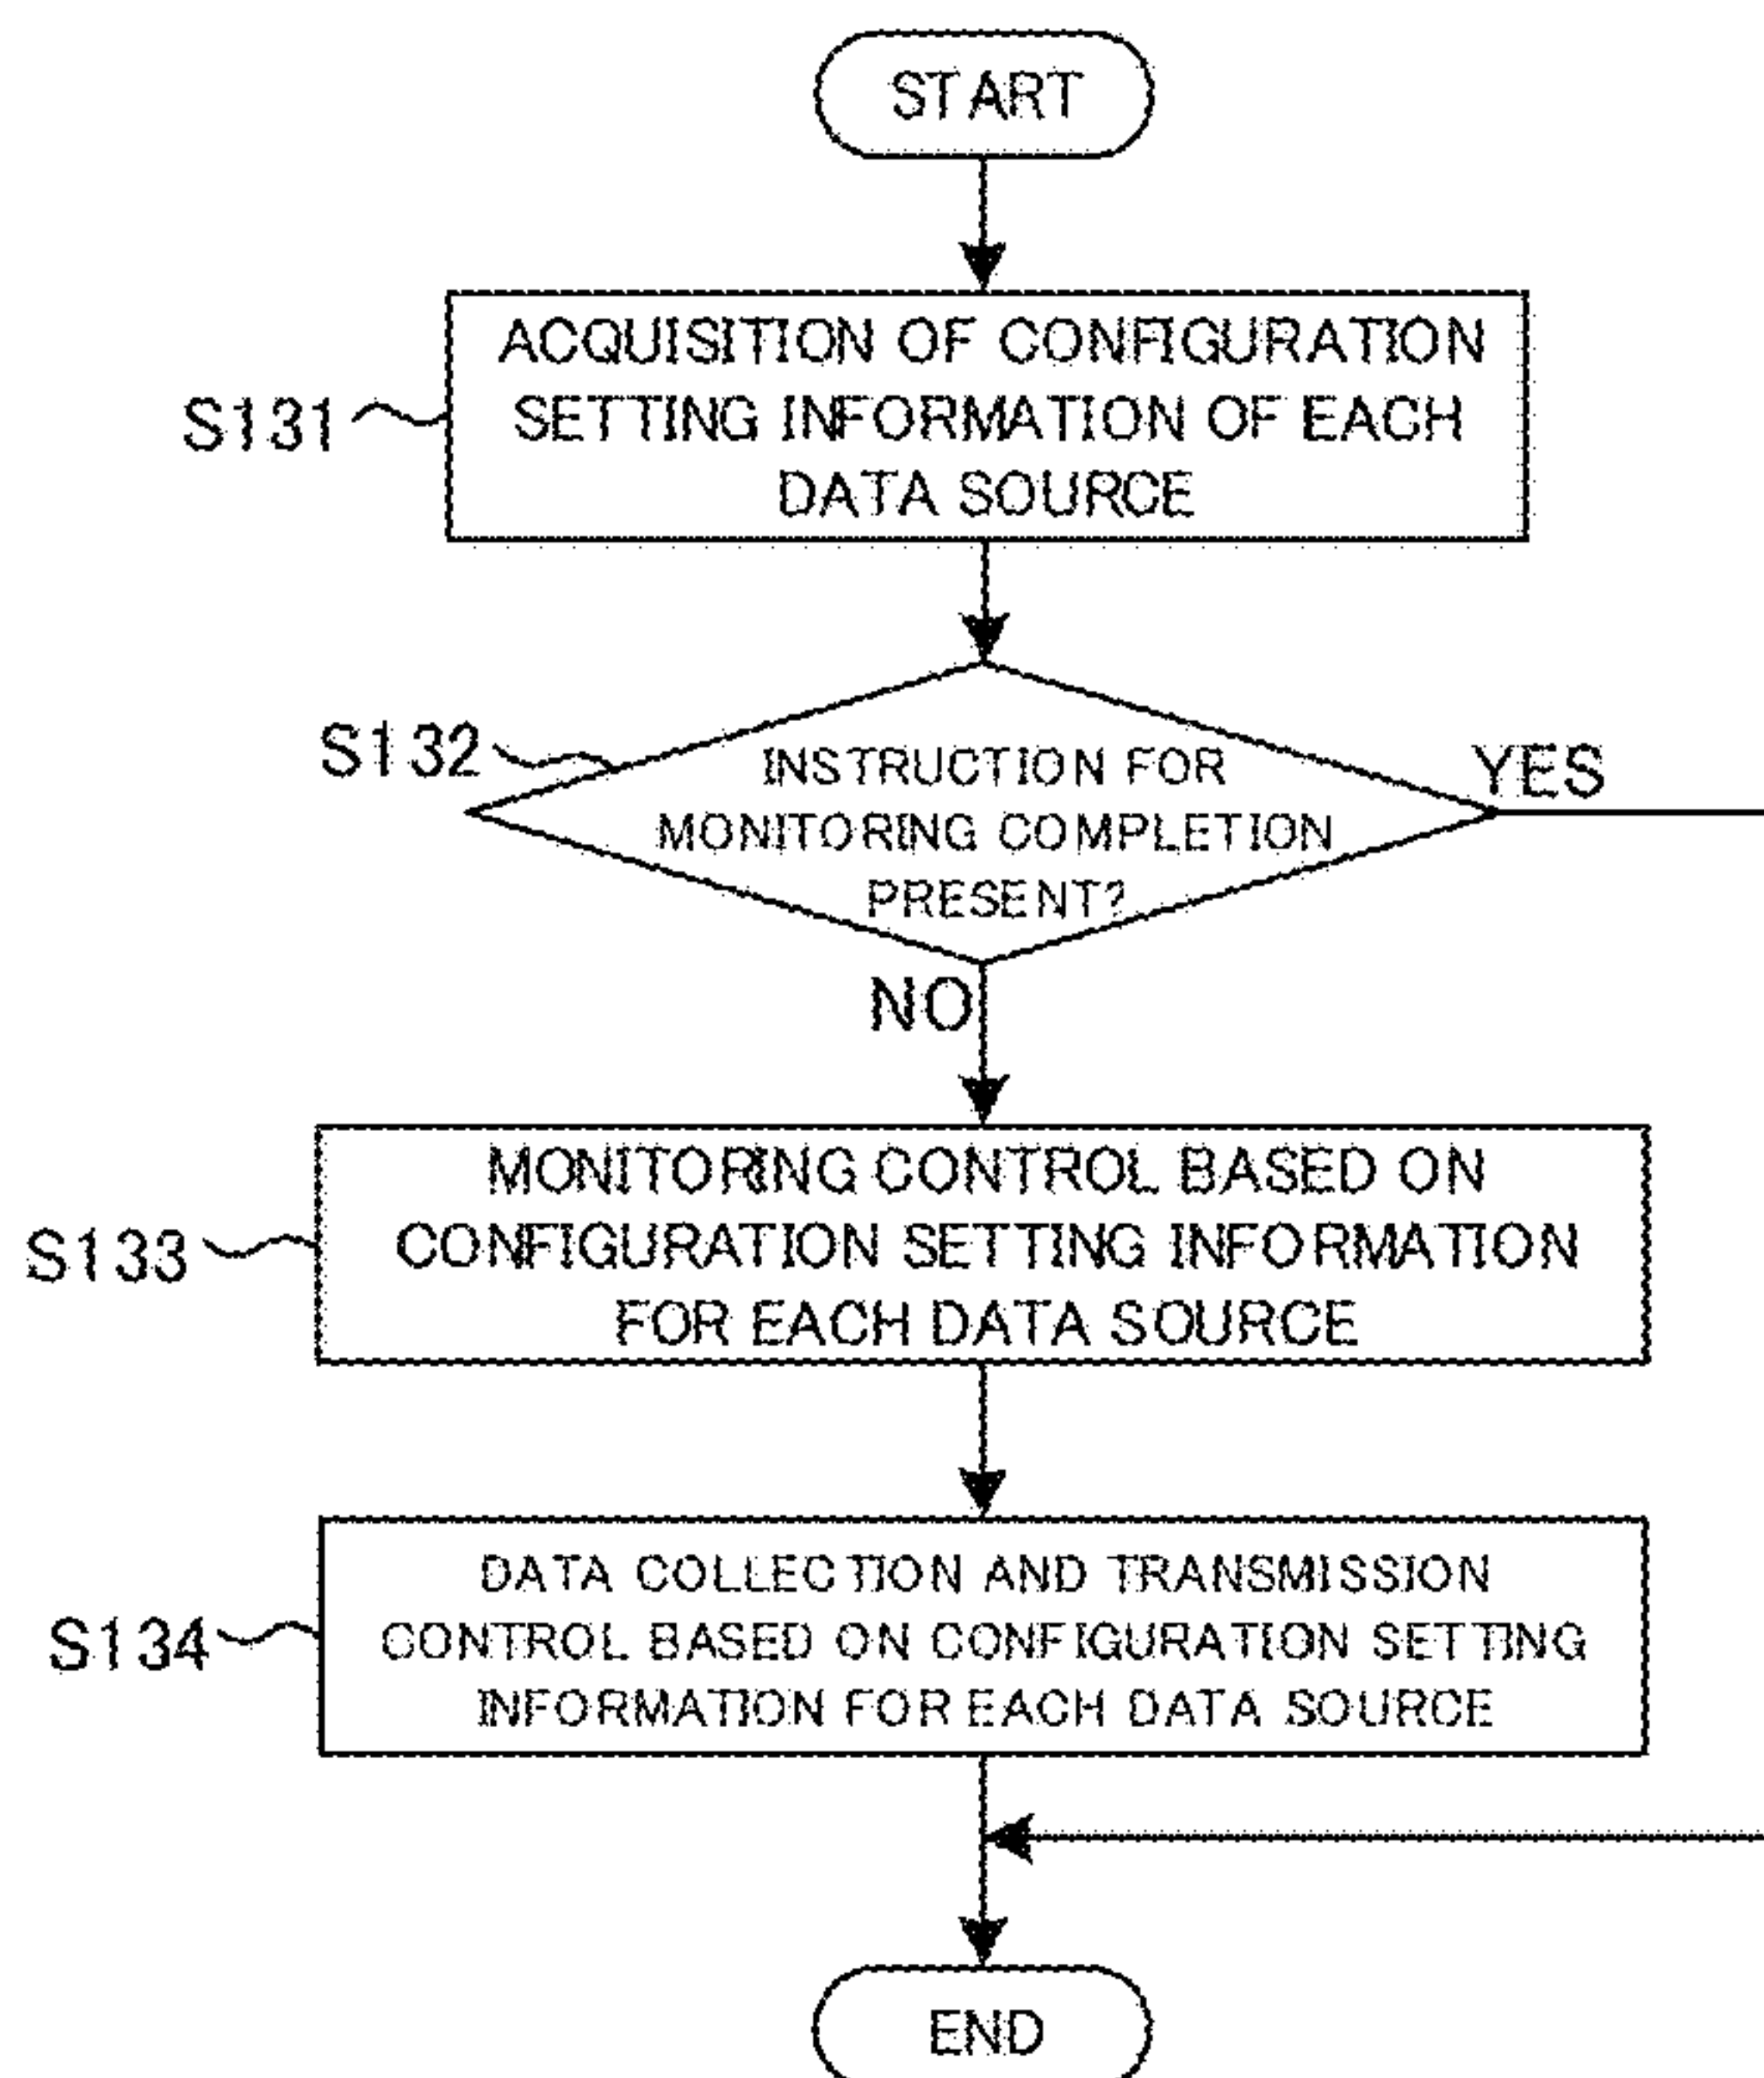 START
ACQUISITION OF CONFIGURATION
SETTING INFORMATION OF EACH
DATA SOURCE
S131
S132
INSTRUCTION FOR
MONITORING COMPLETION
PRESENT?
YES
NO
MONITORING CONTROL BASED ON
CONFIGURATION SETTING INFORMATION
FOR EACH DATA SOURCE
S133
DATA COLLECTION AND TRANSMISSION
CONTROL BASED ON CONFIGURATION SETTING
INFORMATION FOR EACH DATA SOURCE
S134
END